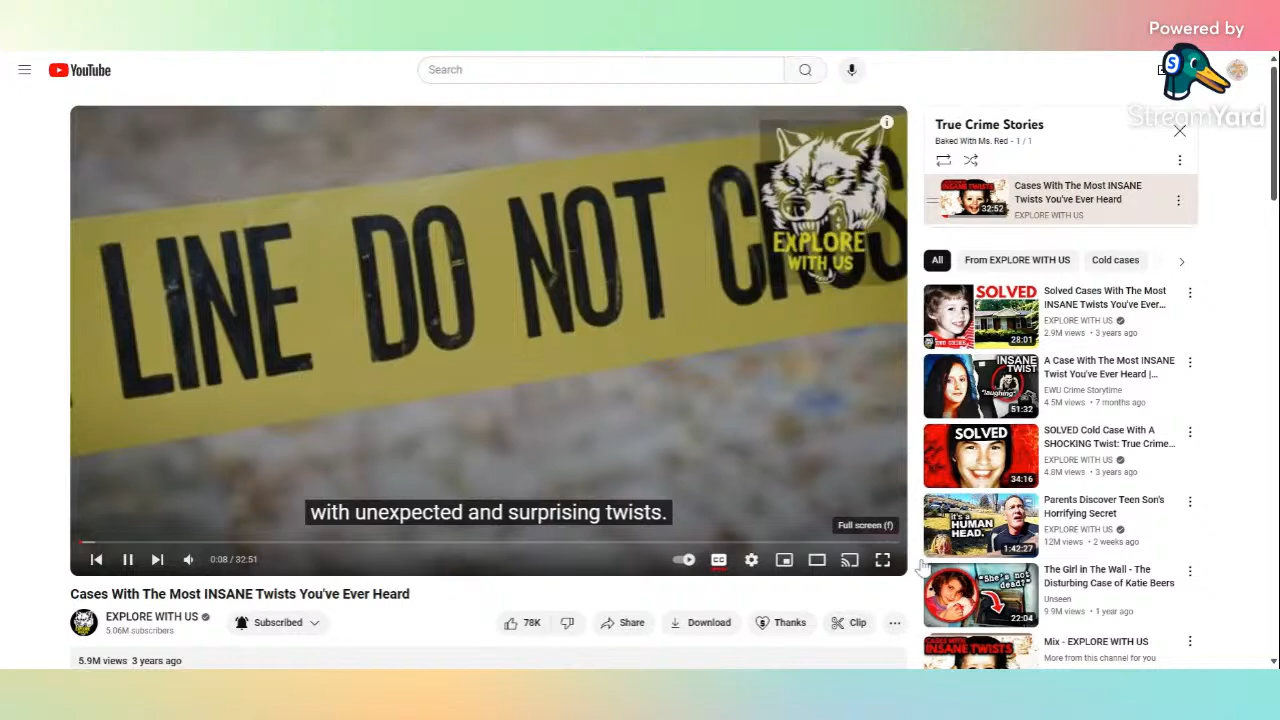 Powered by
StreamYard
YouTube
Search
LINE DO NOT CROS
EXPLORE
WITH US
with unexpected and surprising twists.
Full screen (f)
0:08 / 32:51
CC
Cases With The Most INSANE Twists You've Ever Heard
EXPLORE WITH US
5.06M subscribers
Subscribed
78K
Share
Download
Thanks
Clip
5.9M views 3 years ago
True Crime Stories
Baked With Ms. Red - 1 / 1
INSANE TWISTS
32:52
Cases With The Most INSANE
Twists You've Ever Heard
EXPLORE WITH US
All
From EXPLORE WITH US
Cold cases
SOLVED
28:01
Solved Cases With The Most
INSANE Twists You've Ever...
EXPLORE WITH US
2.9M views • 3 years ago
INSANE
TWIST
"laughing"
51:32
A Case With The Most INSANE
Twist You've Ever Heard |...
EWU Crime Storytime
4.5M views • 7 months ago
SOLVED
34:16
SOLVED Cold Case With A
SHOCKING Twist: True Crime...
EXPLORE WITH US
4.8M views • 3 years ago
It's a
HUMAN
HEAD.
1:42:27
Parents Discover Teen Son's
Horrifying Secret
EXPLORE WITH US
12M views • 2 weeks ago
"She's not
dead?"
22:04
The Girl in The Wall - The
Disturbing Case of Katie Beers
Unseen
9.9M views • 1 year ago
INSANE TWISTS
Mix - EXPLORE WITH US
More from this channel for you